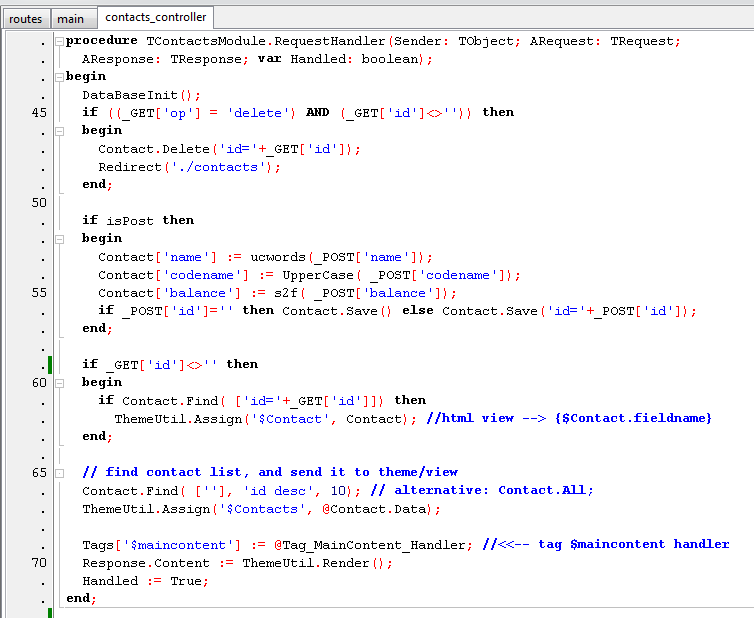 routes main contacts_controller
procedure TContactsModule.RequestHandler(Sender: TObject; ARequest: TRequest;
  AResponse: TResponse; var Handled: boolean);
begin
  DataBaseInit();
45   if ((_GET['op'] = 'delete') AND (_GET['id']<>'')) then
  begin
    Contact.Delete('id='+_GET['id']);
    Redirect('./contacts');
  end;
50
  if isPost then
  begin
    Contact['name'] := ucwords(_POST['name']);
    Contact['codename'] := UpperCase( _POST['codename']);
55     Contact['balance'] := s2f( _POST['balance']);
    if _POST['id']='' then Contact.Save() else Contact.Save('id='+_POST['id']);
  end;
  if _GET['id']<>'' then
60   begin
    if Contact.Find( ['id='+_GET['id']]) then
      ThemeUtil.Assign('$Contact', Contact); //html view --> {$Contact.fieldname}
  end;
65   // find contact list, and send it to theme/view
  Contact.Find( [''], 'id desc', 10); // alternative: Contact.All;
  ThemeUtil.Assign('$Contacts', @Contact.Data);
  Tags['$maincontent'] := @Tag_MainContent_Handler; //<<-- tag $maincontent handler
70   Response.Content := ThemeUtil.Render();
  Handled := True;
end;